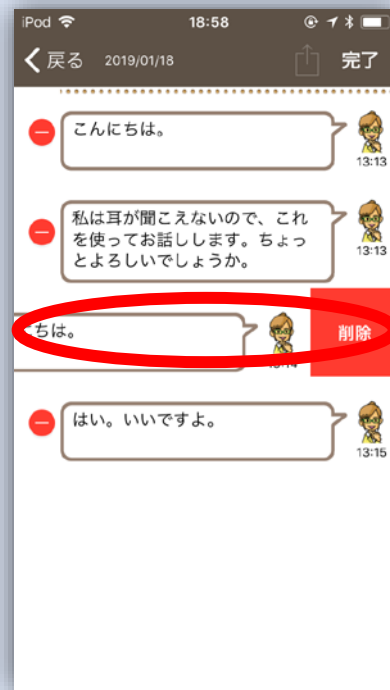 iPod 18:58
戻る 2019/01/18 完了
こんにちは。
13:13
私は耳が聞こえないので、これ
を使ってお話しします。ちょっ
とよろしいでしょうか。
13:13
ちは。 削除
はい。いいですよ。
13:15